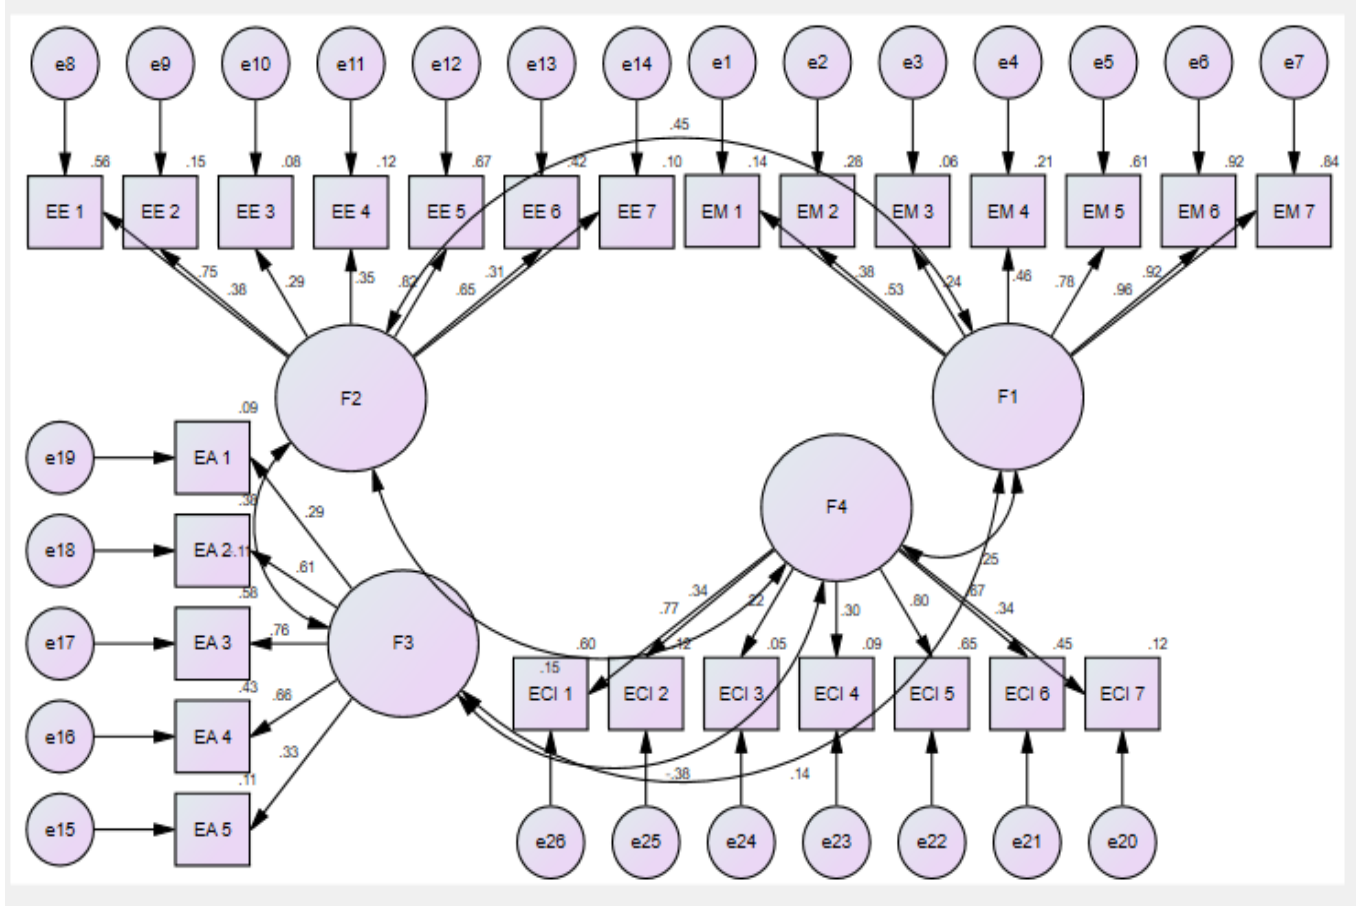 e8 e9 e10 e11 e12 e13 e14 e1 e2 e3 e4 e5 e6 e7
.45
.56 .15 .08 .12 .67 .42 .10 .14 .28 .06 .21 .61 .92 .84
EE 1 EE 2 EE 3 EE 4 EE 5 EE 6 EE 7 EM 1 EM 2 EM 3 EM 4 EM 5 EM 6 EM 7
.75 .38 .29 .35 .82 .65 .31 .38 .53 .24 .46 .78 .96 .92
F2 F1
.09
e19 EA 1
F4
.38 .29
e18 EA 2 -.11
.61
.25
.58
.34 .77 .22 .30 .80 .67 .34
e17 EA 3 .76 F3
.60 .12 .05 .09 .65 .45 .12
.15
.43 .66
ECI 1 ECI 2 ECI 3 ECI 4 ECI 5 ECI 6 ECI 7
e16 EA 4
.33
.11
-.38 .14
e15 EA 5
e26 e25 e24 e23 e22 e21 e20